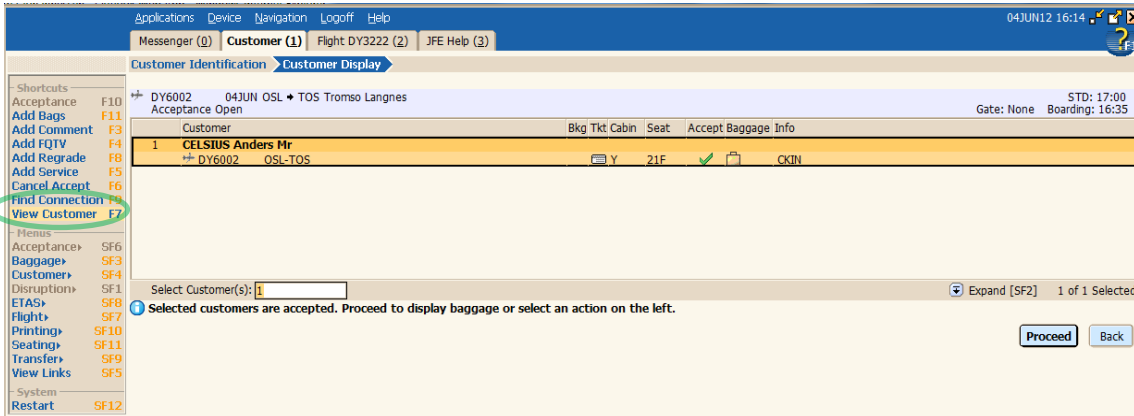 Applications Device Navigation Logoff Help 04JUN12 16:14
Messenger (0) Customer (1) Flight DY3222 (2) JFE Help (3)
Customer Identification Customer Display
Shortcuts
Acceptance F10
Add Bags F11
Add Comment F3
Add FQTV F4
Add Regrade F8
Add Service F5
Cancel Accept F6
Find Connection F9
View Customer F7
Menus
Acceptance SF6
Baggage SF3
Customer SF4
Disruption SF1
ETAS SF8
Flight SF7
Printing SF10
Seating SF11
Transfer SF9
View Links SF5
System
Restart SF12
DY6002 04JUN OSL TOS Tromso Langnes STD: 17:00
Acceptance Open Gate: None Boarding: 16:35
Customer Bkg Tkt Cabin Seat Accept Baggage Info
1 CELSIUS Anders Mr
DY6002 OSL-TOS Y 21F CKIN
Select Customer(s): 1 Expand [SF2] 1 of 1 Selected
Selected customers are accepted. Proceed to display baggage or select an action on the left.
Proceed Back